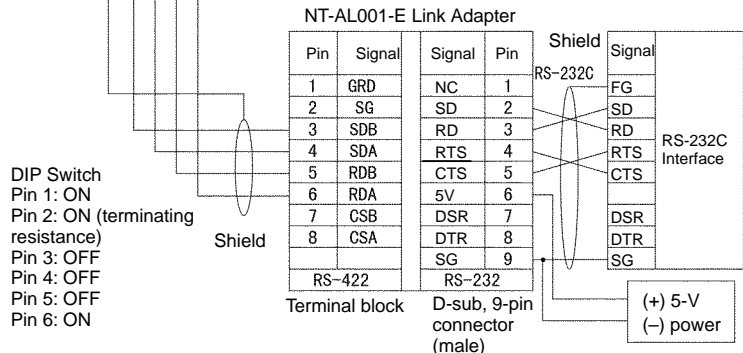 NT-AL001-E Link Adapter
Pin Signal Signal Pin
1 GRD NC 1
2 SG SD 2
3 SDB RD 3
4 SDA RTS 4
5 RDB CTS 5
6 RDA 5V 6
7 CSB DSR 7
8 CSA DTR 8
SG 9
RS-422 RS-232
Terminal block
D-sub, 9-pin
connector
(male)
Shield
RS-232C
Signal
FG
SD
RD
RTS
CTS
DSR
DTR
SG
RS-232C
Interface
(+) 5-V
(–) power
Shield
DIP Switch
Pin 1: ON
Pin 2: ON (terminating
resistance)
Pin 3: OFF
Pin 4: OFF
Pin 5: OFF
Pin 6: ON